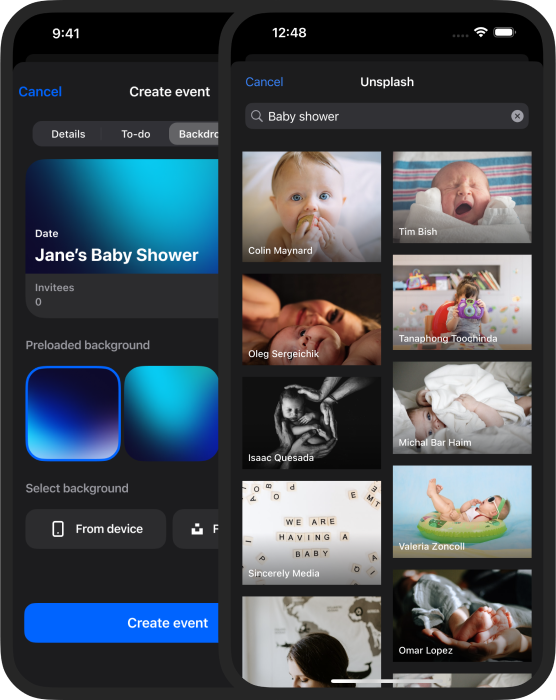 9:41
Cancel
Create event
Details
To-do
Backdro
Date
Jane's Baby Shower
Invitees
0
Preloaded background
Select background
From device
F
Create event
12:48
Cancel
Unsplash
Baby shower
Colin Maynard
Tim Bish
Oleg Sergeichik
Tanaphong Toochinda
Isaac Quesada
Michal Bar Haim
WE ARE
HAVING A
BABY
Sincerely Media
Valeria Zoncoll
Omar Lopez